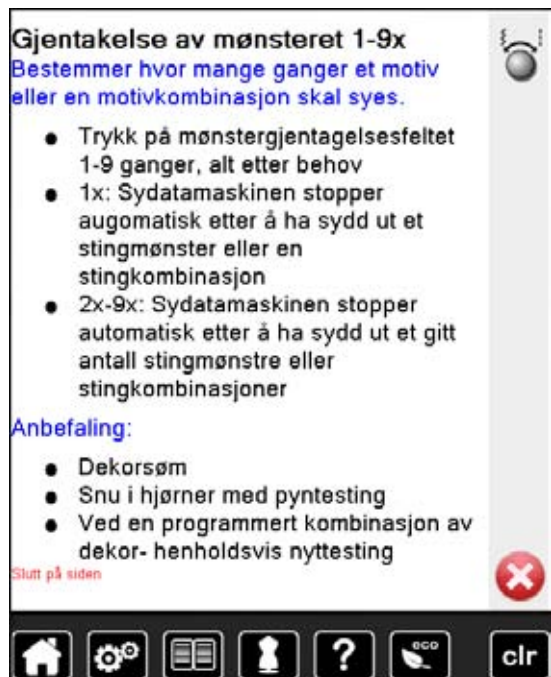 Gjentakelse av mønsteret 1-9x
Bestemmer hvor mange ganger et motiv
eller en motivkombinasjon skal syes.
● Trykk på mønstergjentagelsesfeltet
1-9 ganger, alt etter behov
● 1x: Sydatamaskinen stopper
augomatisk etter å ha sydd ut et
stingmønster eller en
stingkombinasjon
● 2x-9x: Sydatamaskinen stopper
automatisk etter å ha sydd ut et gitt
antall stingmønstre eller
stingkombinasjoner
Anbefaling:
● Dekorsøm
● Snu i hjørner med pyntesting
● Ved en programmert kombinasjon av
dekor- henholdsvis nyttesting
Slutt på siden
? eco clr